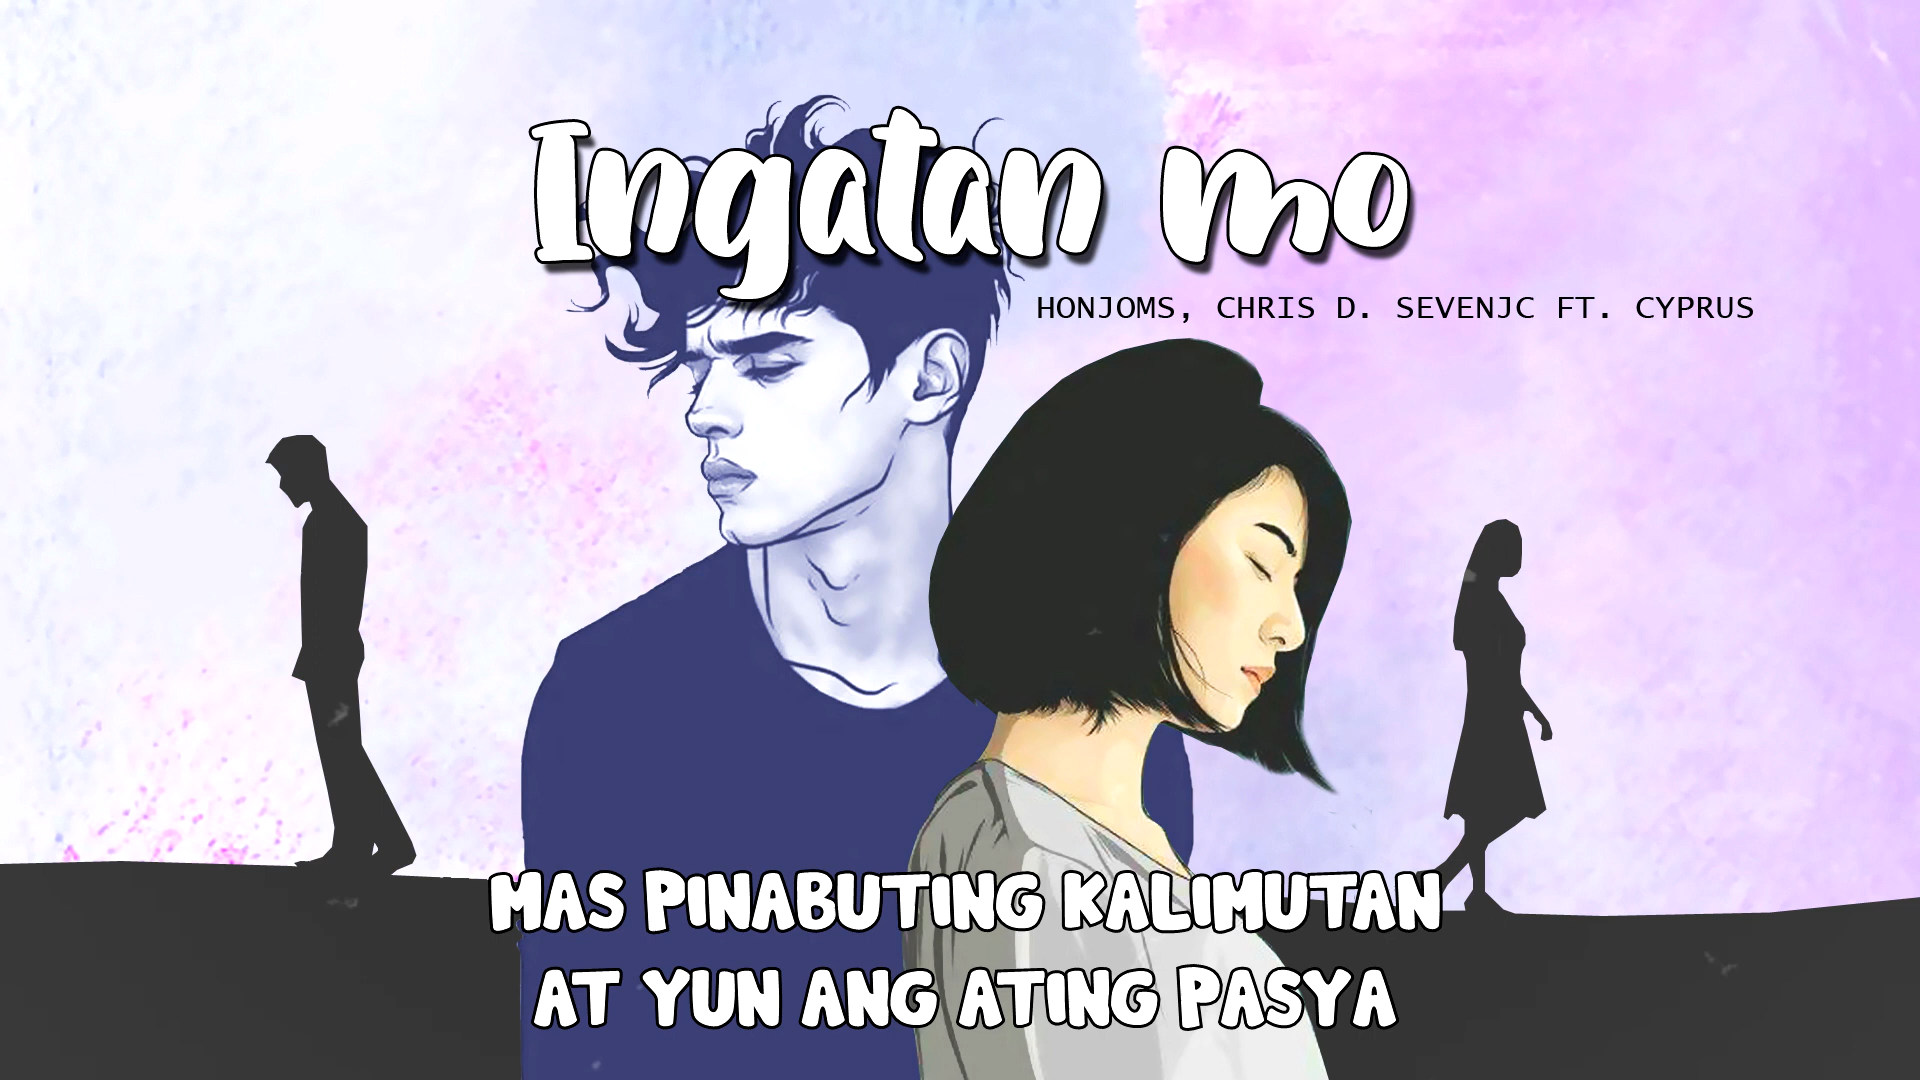 Ingatan mo
HONJOMS, CHRIS D. SEVENJC FT. CYPRUS
MAS PINABUTING KALIMUTAN
AT YUN ANG ATING PASYA